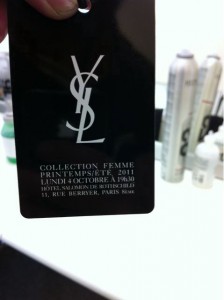 YSL
COLLECTION FEMME
PRINTEMPS/ÉTÉ 2011
LUNDI 4 OCTOBRE À 19H30
HÔTEL SALOMON DE ROTHSCHILD
11, RUE BERRYER, PARIS 8ÈME